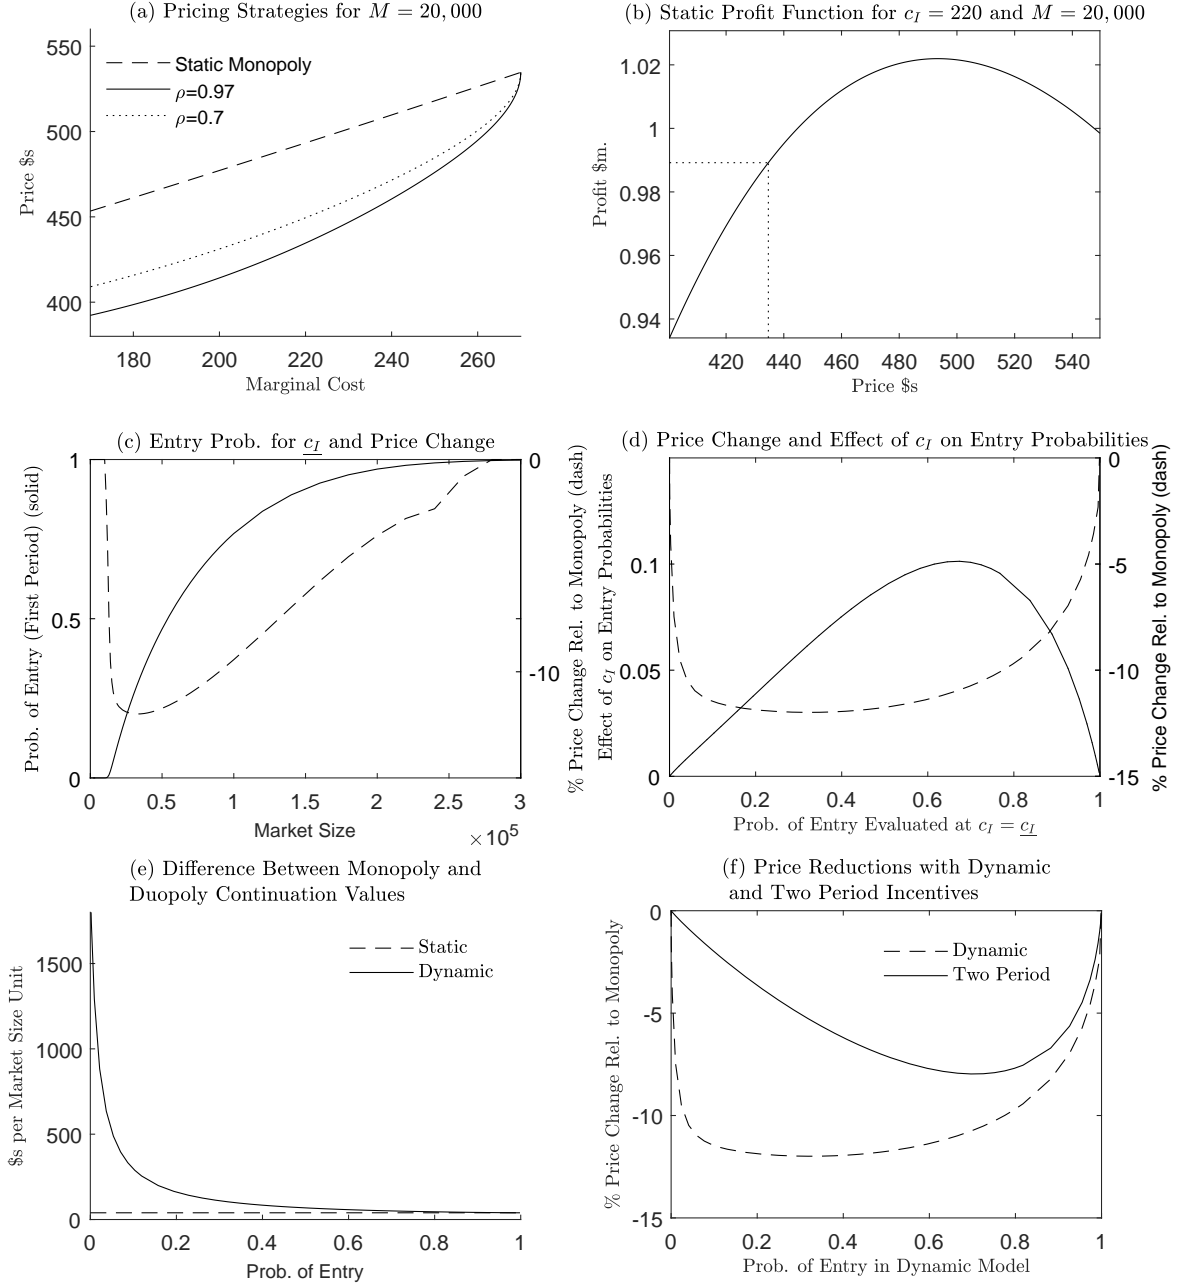 (a) Pricing Strategies for M = 20, 000
550
500
450
400
Price $s
Static Monopoly
ρ=0.97
ρ=0.7
180 200 220 240 260
Marginal Cost
(b) Static Profit Function for c_I = 220 and M = 20, 000
1.02
1
0.98
0.96
0.94
Profit $m.
420 440 460 480 500 520 540
Price $s
(c) Entry Prob. for c_I and Price Change
1
0.5
0
Prob. of Entry (First Period) (solid)
0
-10
% Price Change Rel. to Monopoly (dash)
0 0.5 1 1.5 2 2.5 3
Market Size
×10^5
(d) Price Change and Effect of c_I on Entry Probabilities
0.1
0.05
0
Effect of c_I on Entry Probabilities
0
-5
-10
-15
% Price Change Rel. to Monopoly (dash)
0 0.2 0.4 0.6 0.8 1
Prob. of Entry Evaluated at c_I = c_I
(e) Difference Between Monopoly and
Duopoly Continuation Values
1500
1000
500
0
$s per Market Size Unit
Static
Dynamic
0 0.2 0.4 0.6 0.8 1
Prob. of Entry
(f) Price Reductions with Dynamic
and Two Period Incentives
0
-5
-10
-15
% Price Change Rel. to Monopoly
Dynamic
Two Period
0 0.2 0.4 0.6 0.8 1
Prob. of Entry in Dynamic Model